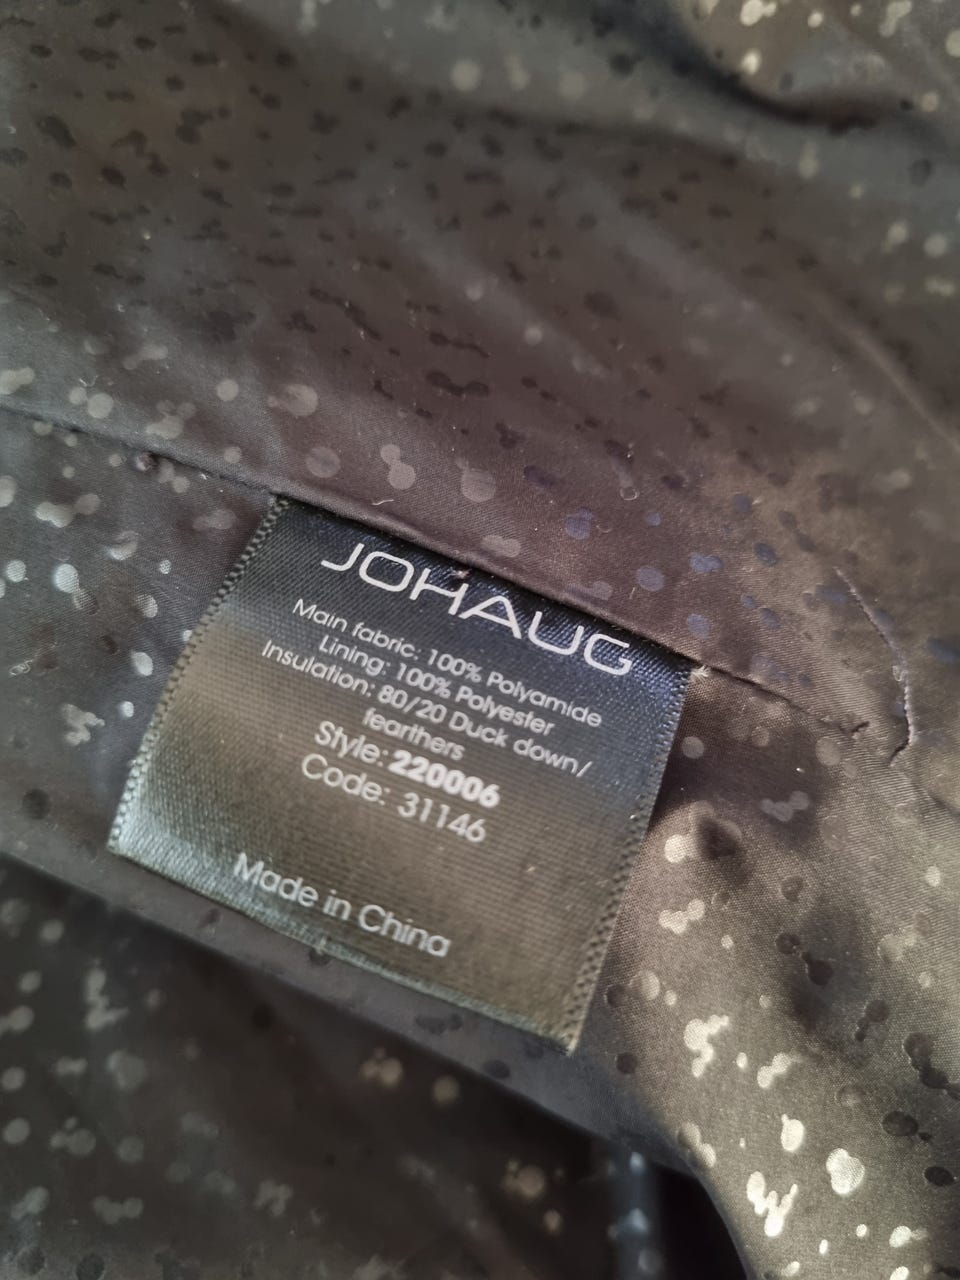 JOHAUG
Main fabric: 100% Polyamide
Lining: 100% Polyester
Insulation: 80/20 Duck down/
fearthers
Style: 220006
Code: 31146
Made in China